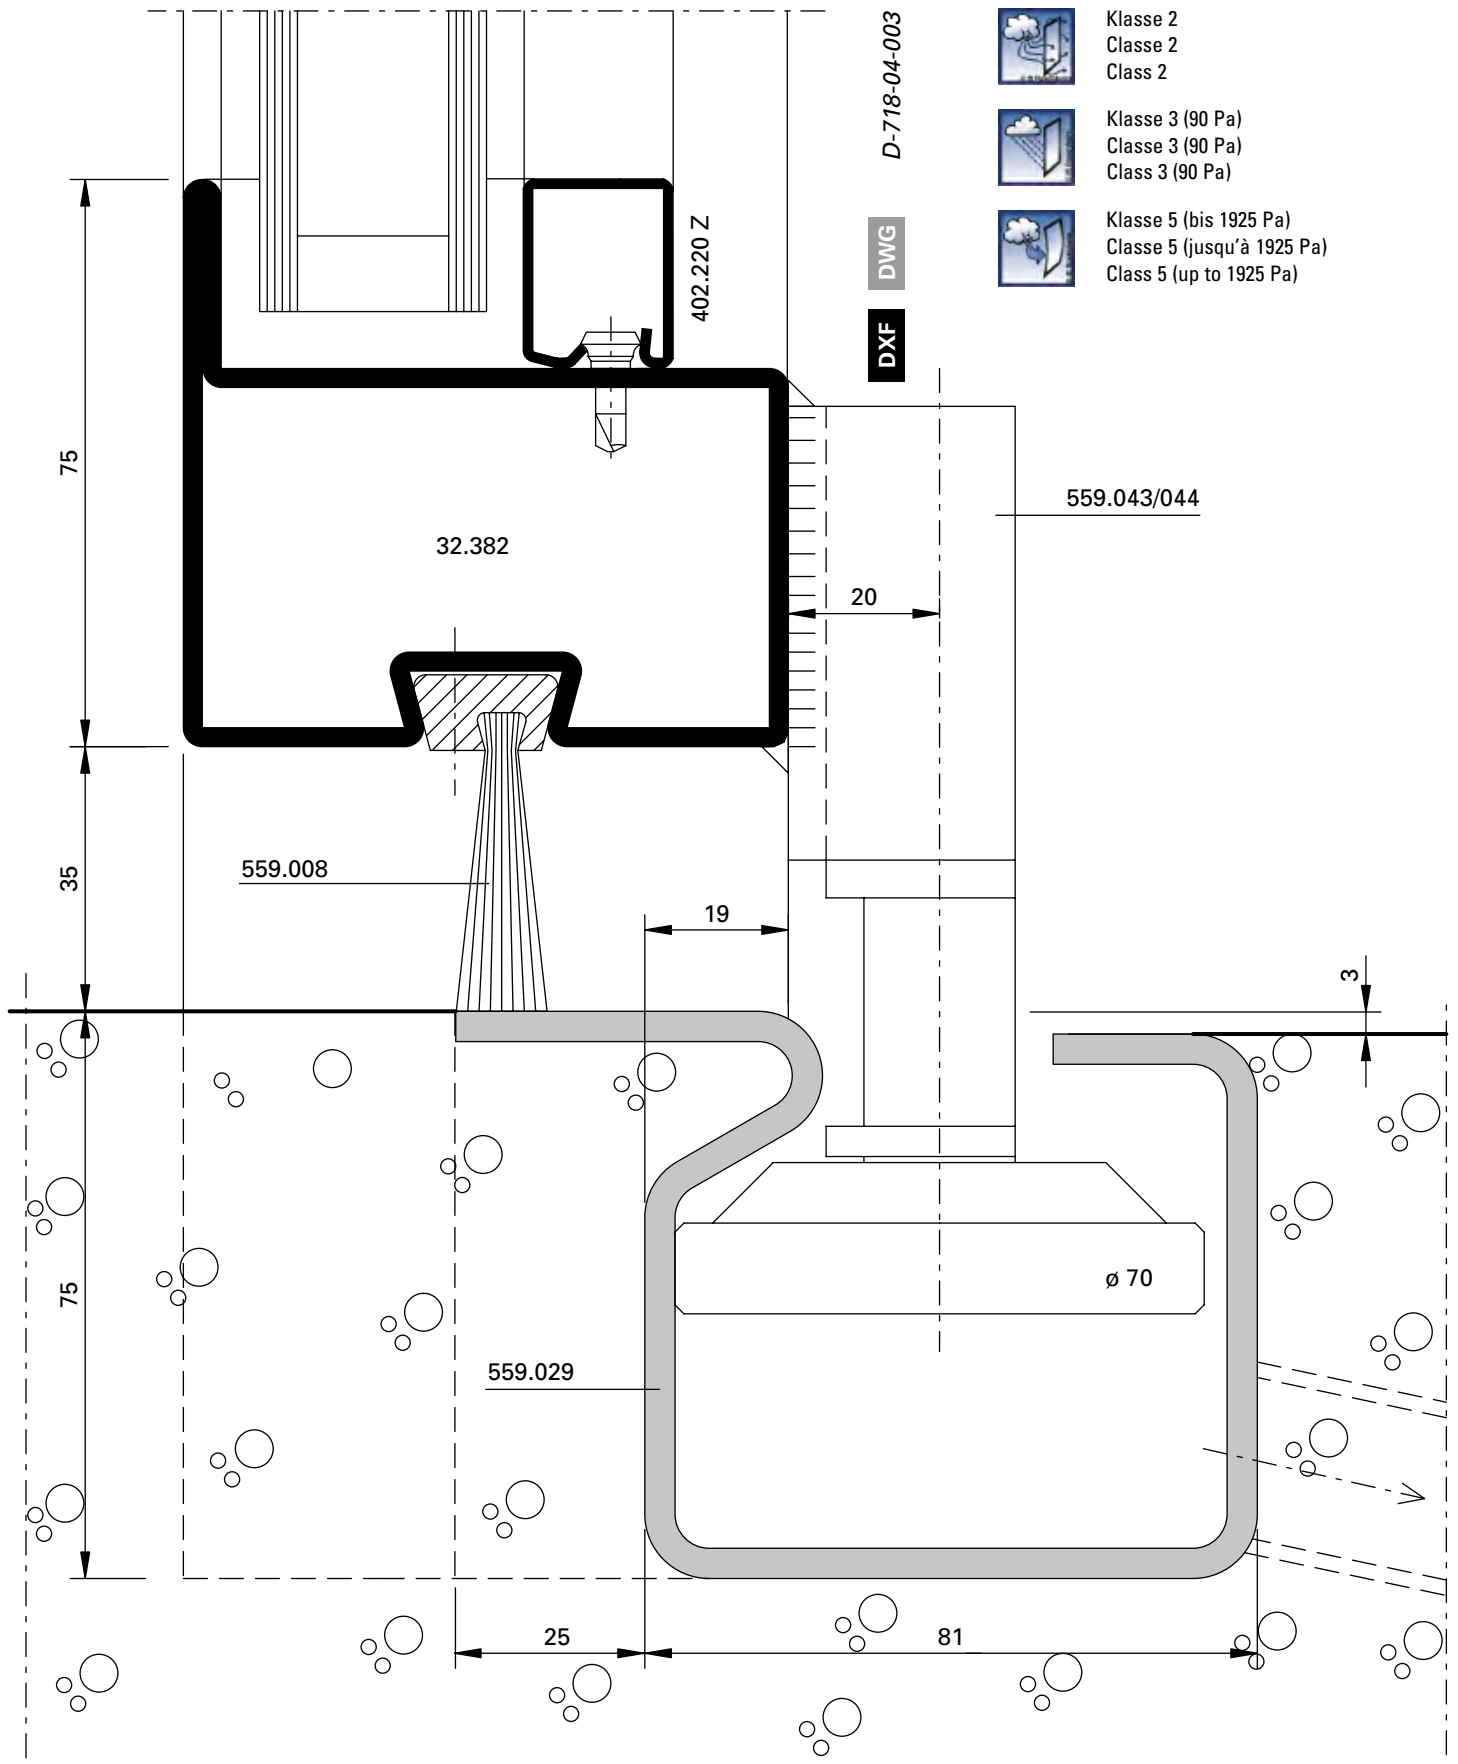 D-718-04-003
Klasse 2
Classe 2
Class 2
Klasse 3 (90 Pa)
Classe 3 (90 Pa)
Class 3 (90 Pa)
Klasse 5 (bis 1925 Pa)
Classe 5 (jusqu'à 1925 Pa)
Class 5 (up to 1925 Pa)
DWG
DXF
402.220 Z
75
559.043/044
32.382
20
35
559.008
19
3
75
ø 70
559.029
25
81